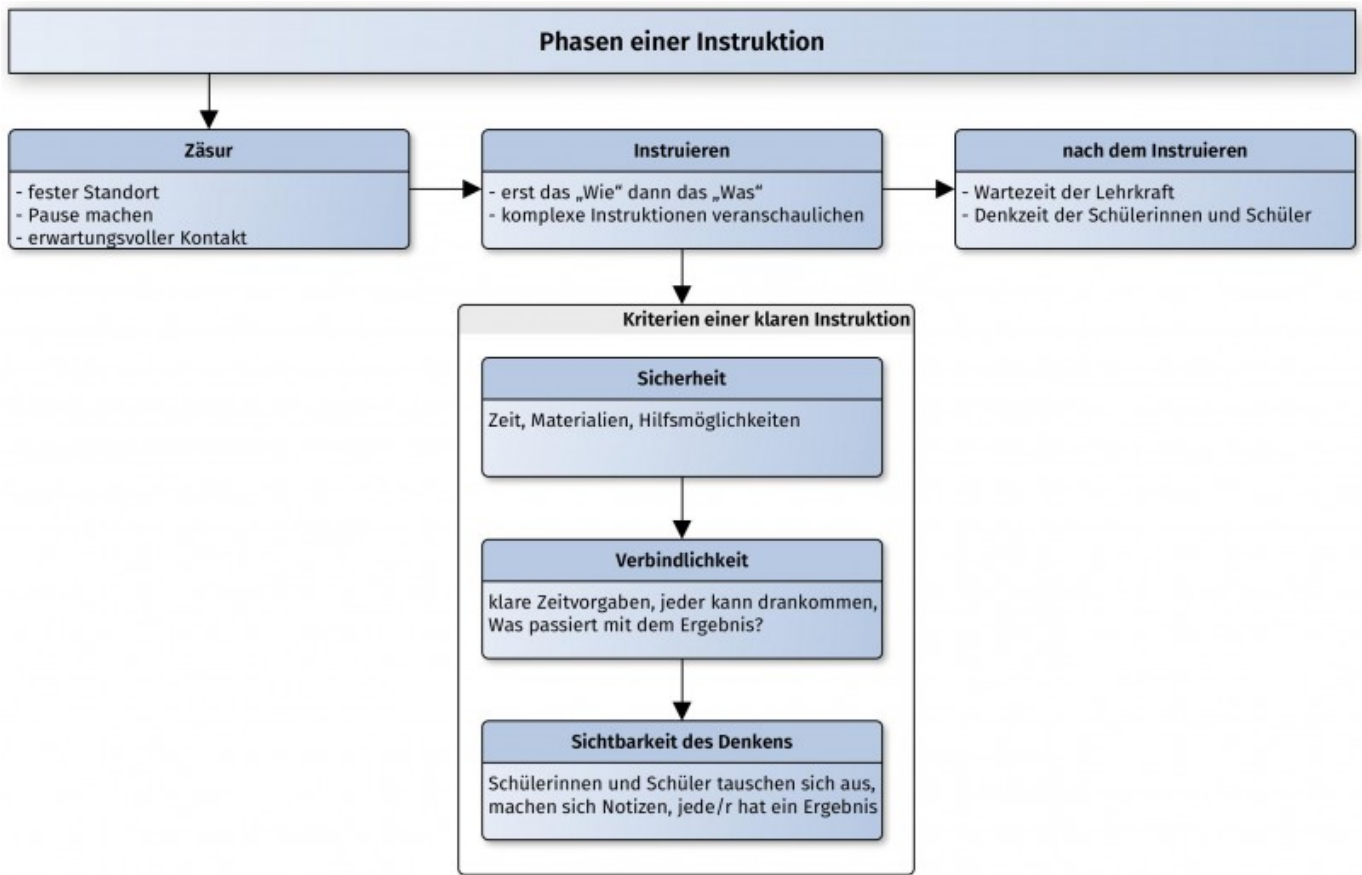 Phasen einer Instruktion
Zäsur
- fester Standort
- Pause machen
- erwartungsvoller Kontakt
Instruieren
- erst das „Wie“ dann das „Was“
- komplexe Instruktionen veranschaulichen
nach dem Instruieren
- Wartezeit der Lehrkraft
- Denkzeit der Schülerinnen und Schüler
Kriterien einer klaren Instruktion
Sicherheit
Zeit, Materialien, Hilfsmöglichkeiten
Verbindlichkeit
klare Zeitvorgaben, jeder kann drankommen,
Was passiert mit dem Ergebnis?
Sichtbarkeit des Denkens
Schülerinnen und Schüler tauschen sich aus,
machen sich Notizen, jede/r hat ein Ergebnis